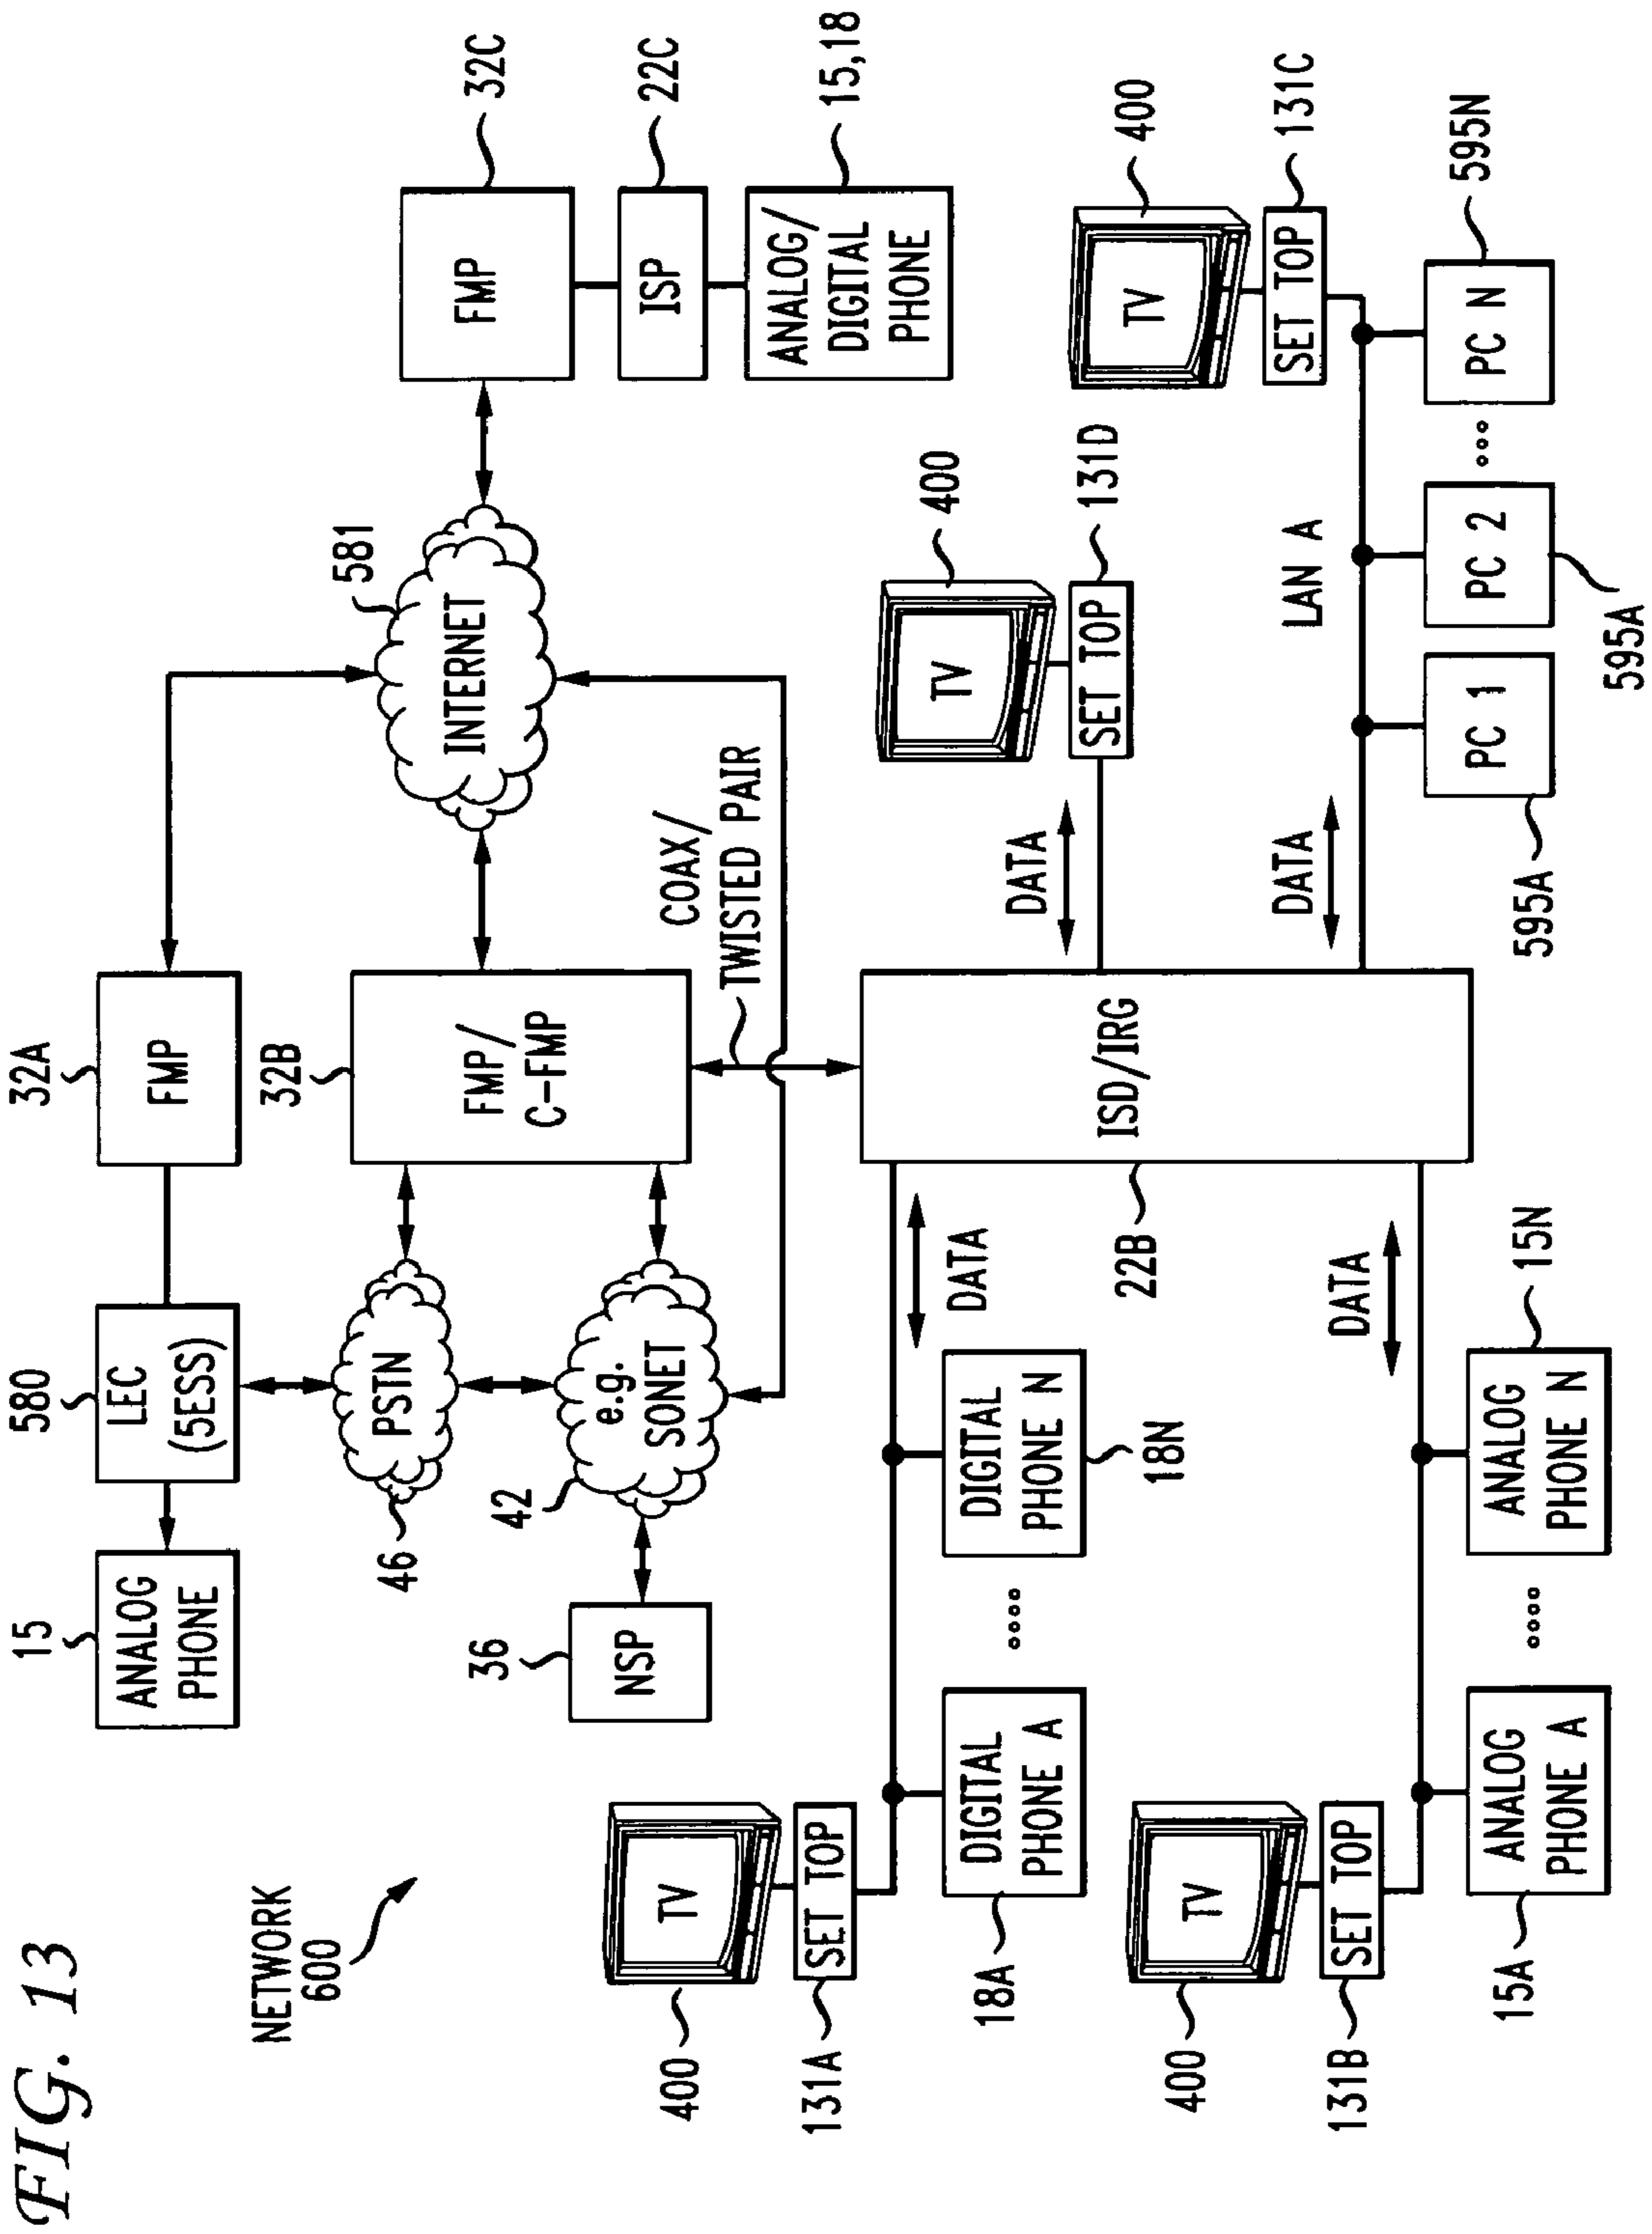 FIG. 13
NETWORK
600
15
ANALOG
PHONE
580
LEC
(5ESS)
32A
FMP
46
PSTN
32B
FMP/
C-FMP
581
INTERNET
32C
FMP
22C
ISP
15,18
ANALOG/
DIGITAL
PHONE
36
NSP
42
e.g.
SONET
COAX/
TWISTED PAIR
400
TV
131A
SET TOP
18A
DIGITAL
PHONE A
DIGITAL
PHONE N
18N
DATA
22B
ISD/IRG
DATA
400
TV
131D
SET TOP
400
TV
131C
SET TOP
400
TV
131B
SET TOP
15A
ANALOG
PHONE A
15N
ANALOG
PHONE N
DATA
DATA
LAN A
595A
PC 1
595A
PC 2
595N
PC N